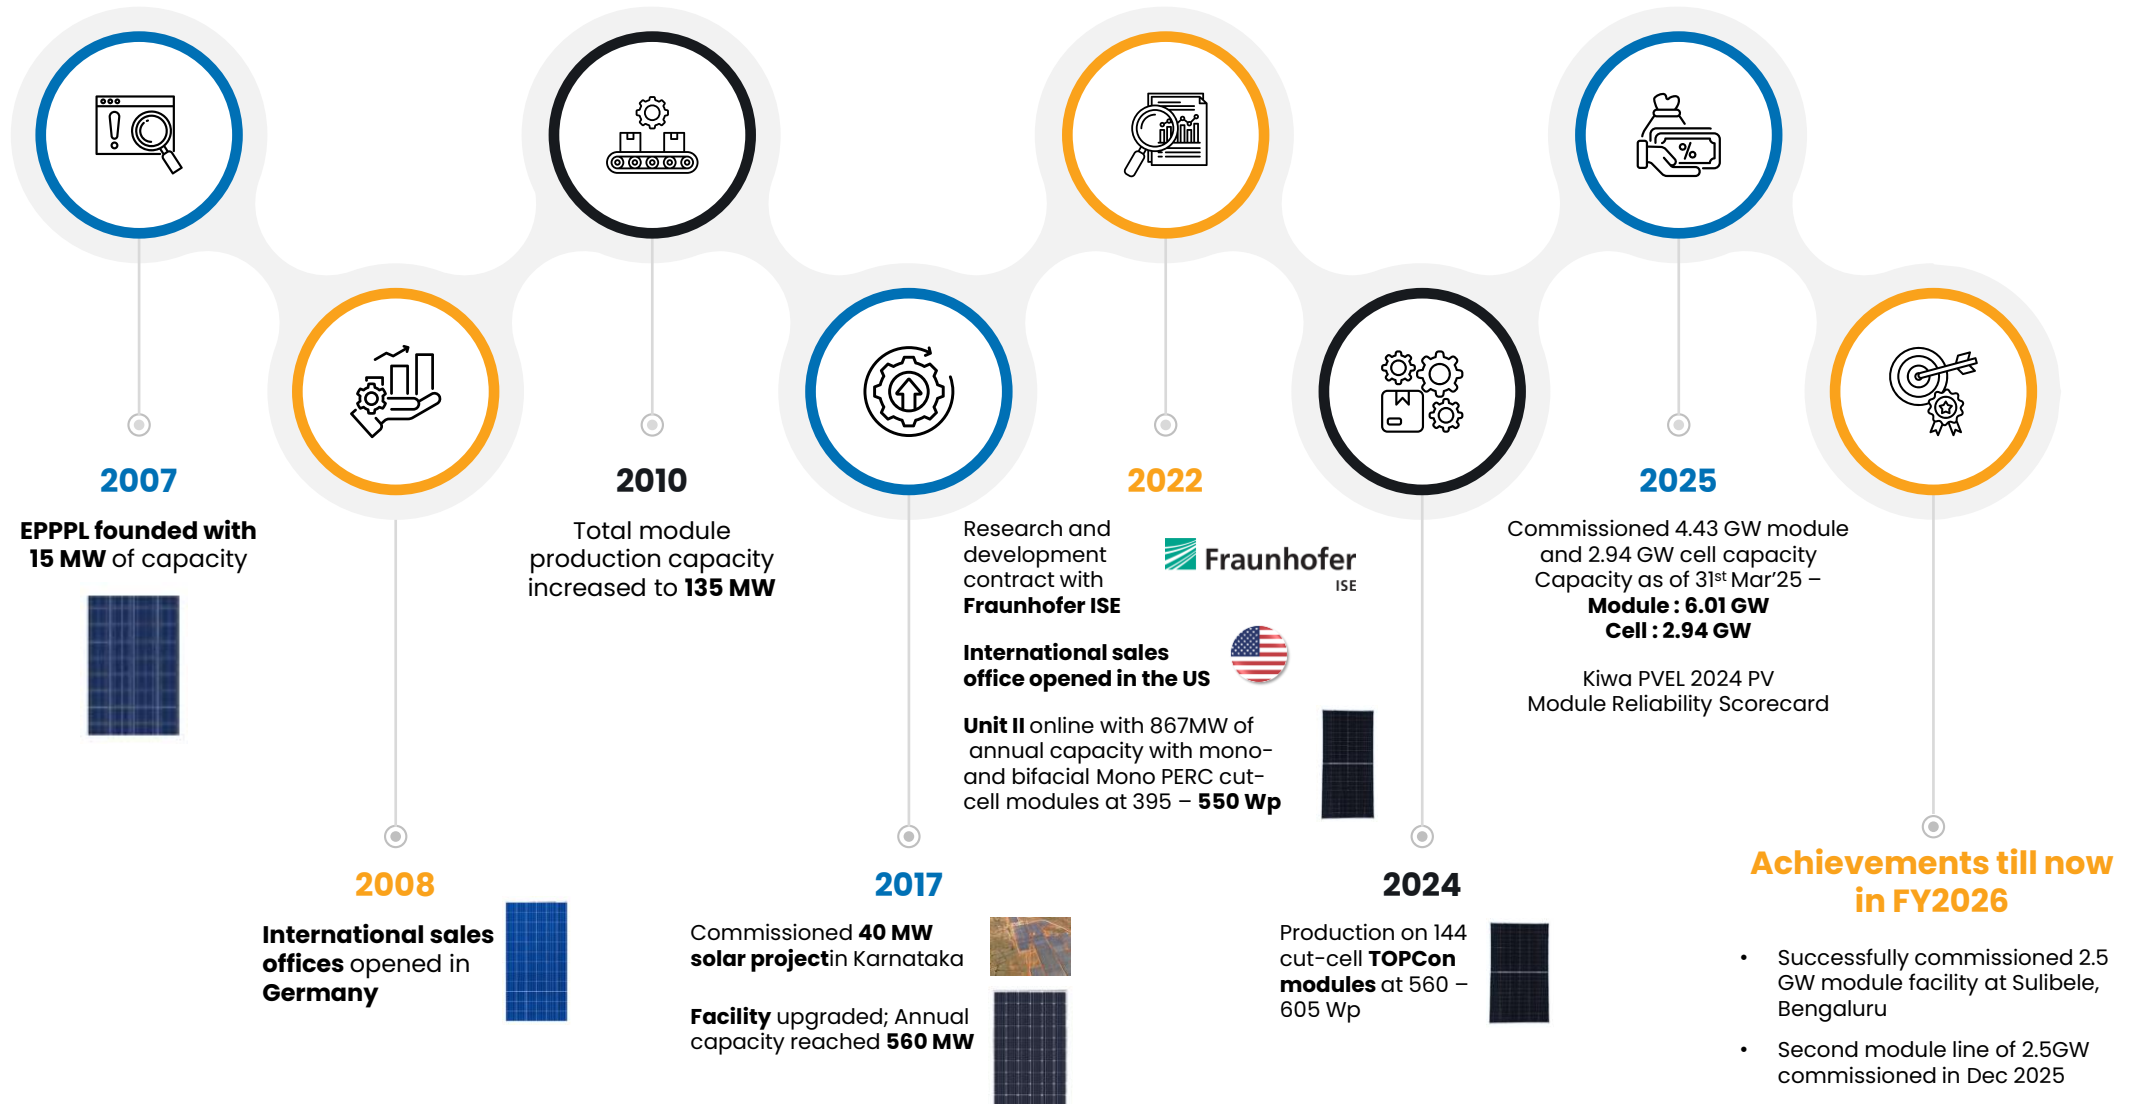 2007
EPPPL founded with
15 MW of capacity
2008
International sales
offices opened in
Germany
2010
Total module
production capacity
increased to 135 MW
2017
Commissioned 40 MW
solar projectin Karnataka
Facility upgraded; Annual
capacity reached 560 MW
2022
Research and
development
contract with
Fraunhofer ISE
Fraunhofer
ISE
International sales
office opened in the US
Unit II online with 867MW of
annual capacity with mono-
and bifacial Mono PERC cut-
cell modules at 395 – 550 Wp
2024
Production on 144
cut-cell TOPCon
modules at 560 –
605 Wp
2025
Commissioned 4.43 GW module
and 2.94 GW cell capacity
Capacity as of 31st Mar'25 –
Module : 6.01 GW
Cell : 2.94 GW
Kiwa PVEL 2024 PV
Module Reliability Scorecard
Achievements till now
in FY2026
• Successfully commissioned 2.5
GW module facility at Sulibele,
Bengaluru
• Second module line of 2.5GW
commissioned in Dec 2025
%